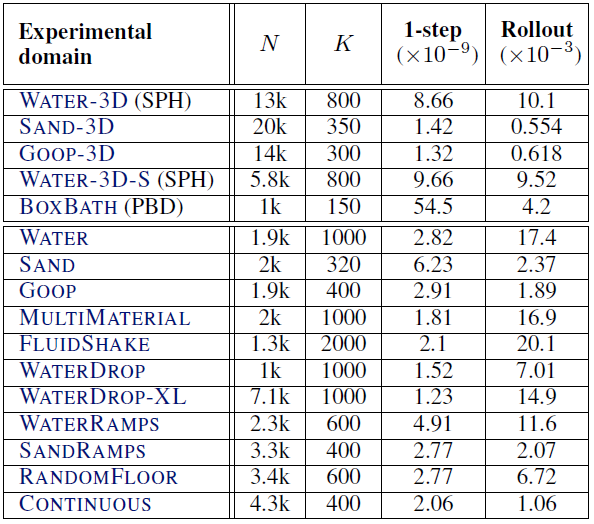 Experimental domain N K 1-step (×10−9) Rollout (×10−3)
WATER-3D (SPH) 13k 800 8.66 10.1
SAND-3D 20k 350 1.42 0.554
GOOP-3D 14k 300 1.32 0.618
WATER-3D-S (SPH) 5.8k 800 9.66 9.52
BOXBATH (PBD) 1k 150 54.5 4.2
WATER 1.9k 1000 2.82 17.4
SAND 2k 320 6.23 2.37
GOOP 1.9k 400 2.91 1.89
MULTIMATERIAL 2k 1000 1.81 16.9
FLUIDSHAKE 1.3k 2000 2.1 20.1
WATERDROP 1k 1000 1.52 7.01
WATERDROP-XL 7.1k 1000 1.23 14.9
WATERRAMPS 2.3k 600 4.91 11.6
SANDRAMPS 3.3k 400 2.77 2.07
RANDOMFLOOR 3.4k 600 2.77 6.72
CONTINUOUS 4.3k 400 2.06 1.06